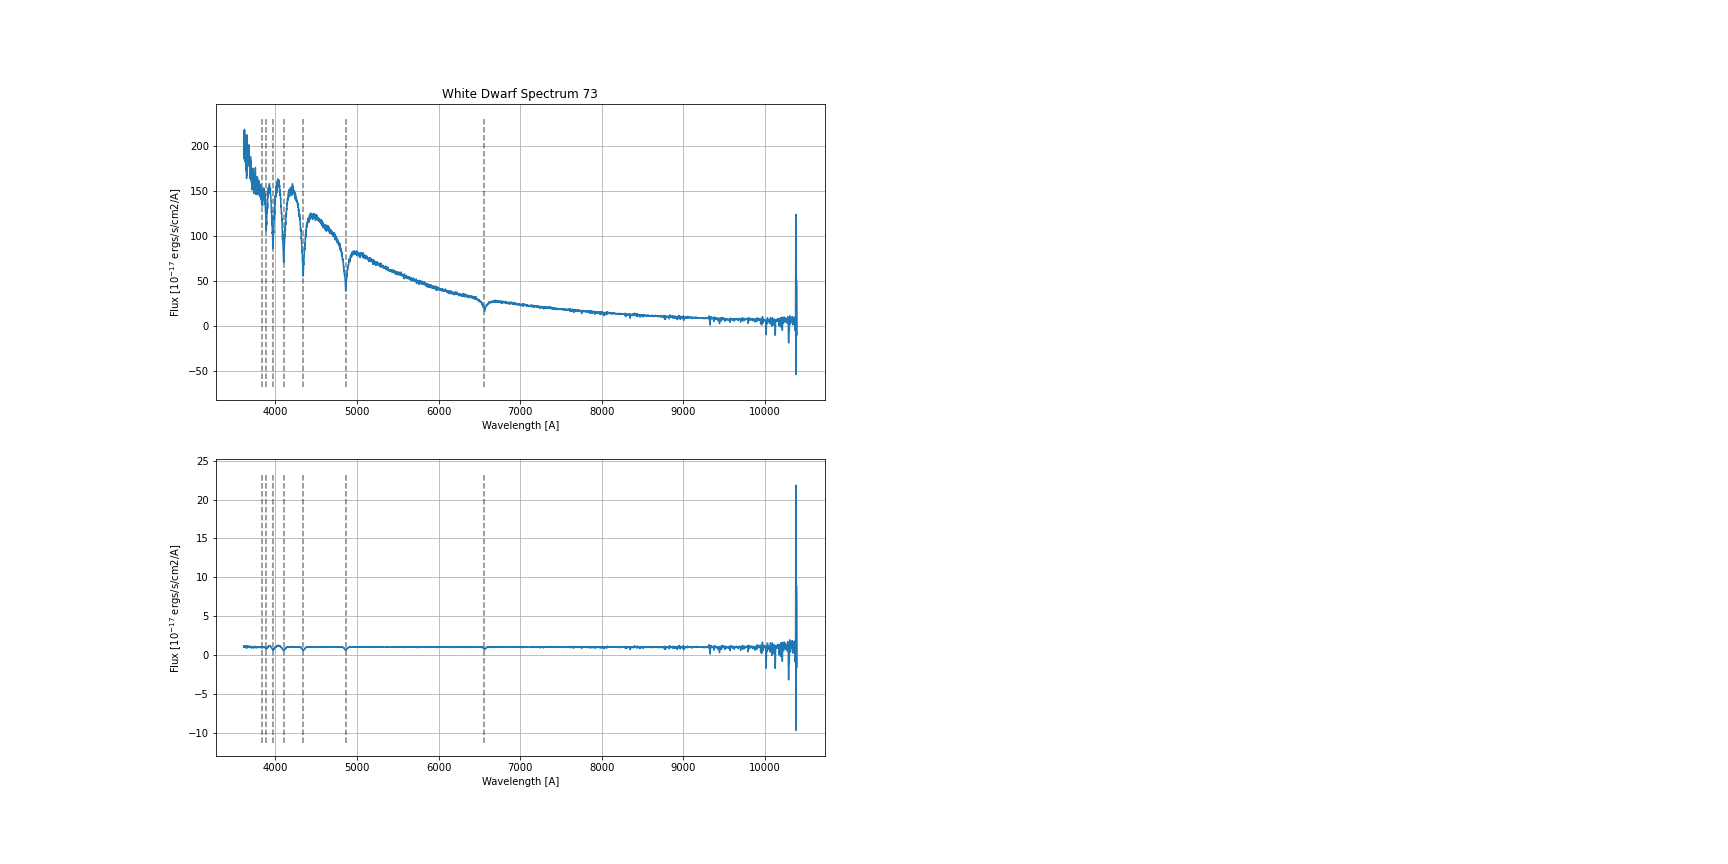 White Dwarf Spectrum 73
200
150
100
50
0
−50
Flux [10⁻¹⁷ ergs/s/cm2/A]
4000 5000 6000 7000 8000 9000 10000
Wavelength [A]
25
20
15
10
5
0
−5
−10
Flux [10⁻¹⁷ ergs/s/cm2/A]
4000 5000 6000 7000 8000 9000 10000
Wavelength [A]